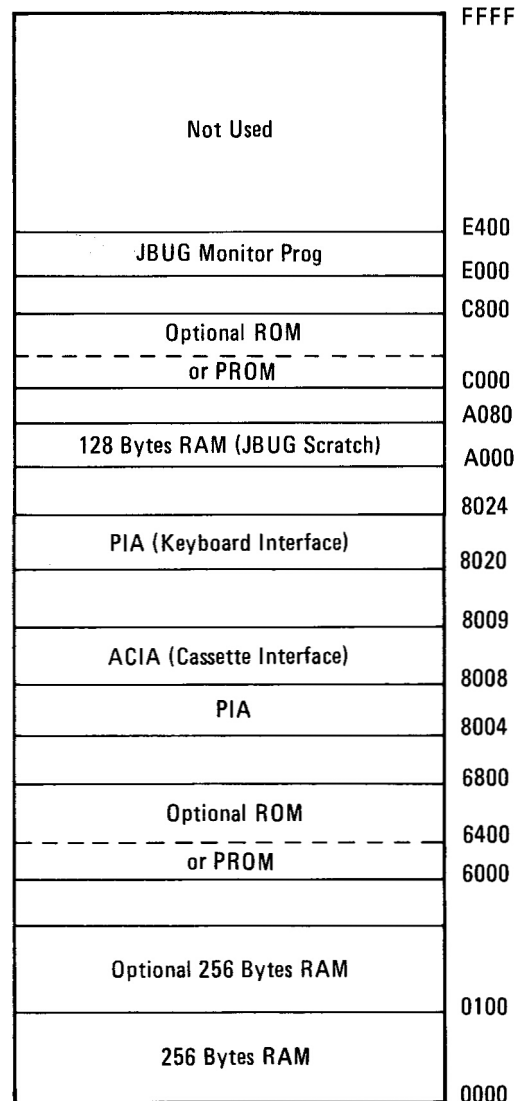 FFFF
Not Used
E400
JBUG Monitor Prog
E000
C800
Optional ROM
or PROM
C000
A080
128 Bytes RAM (JBUG Scratch)
A000
8024
PIA (Keyboard Interface)
8020
8009
ACIA (Cassette Interface)
8008
PIA
8004
6800
Optional ROM
6400
or PROM
6000
Optional 256 Bytes RAM
0100
256 Bytes RAM
0000